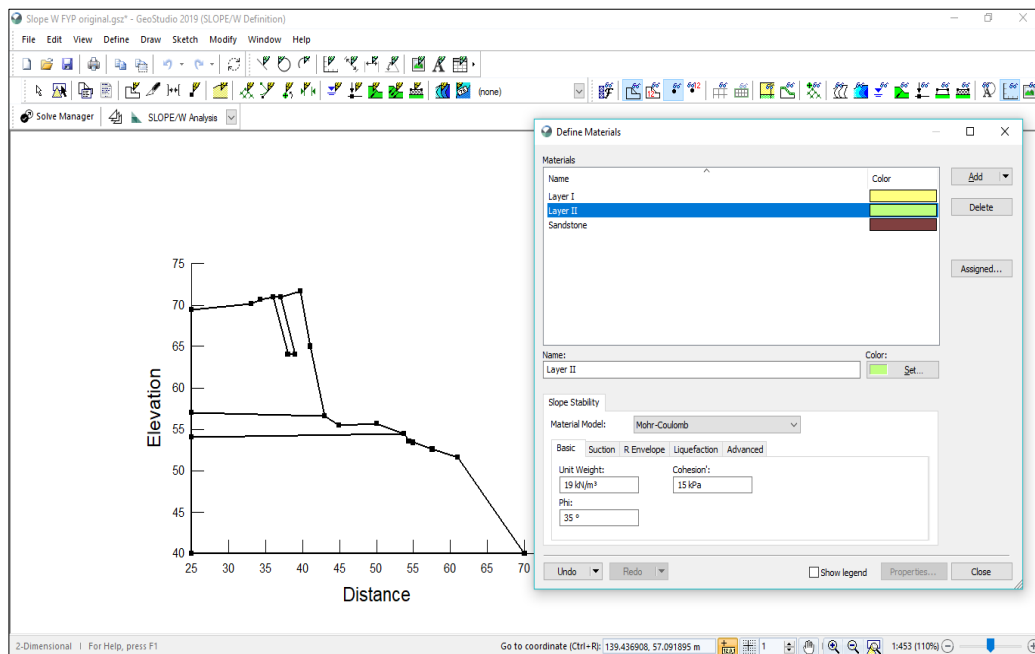 Slope W FYP original.gsz* - GeoStudio 2019 (SLOPE/W Definition)
File Edit View Define Draw Sketch Modify Window Help
(none)
Solve Manager SLOPE/W Analysis
Define Materials
Materials
Name Color
Layer I
Layer II
Sandstone
Add
Delete
Assigned...
Name: Color:
Layer II Set...
Slope Stability
Material Model: Mohr-Coulomb
Basic Suction R Envelope Liquefaction Advanced
Unit Weight: Cohesion':
19 kN/m³ 15 kPa
Phi:
35 °
Undo Redo Show legend Properties... Close
Elevation
75
70
65
60
55
50
45
40
25 30 35 40 45 50 55 60 65 70
Distance
2-Dimensional | For Help, press F1 Go to coordinate (Ctrl+R): 139.436908, 57.091895 m 1 1:453 (110%)